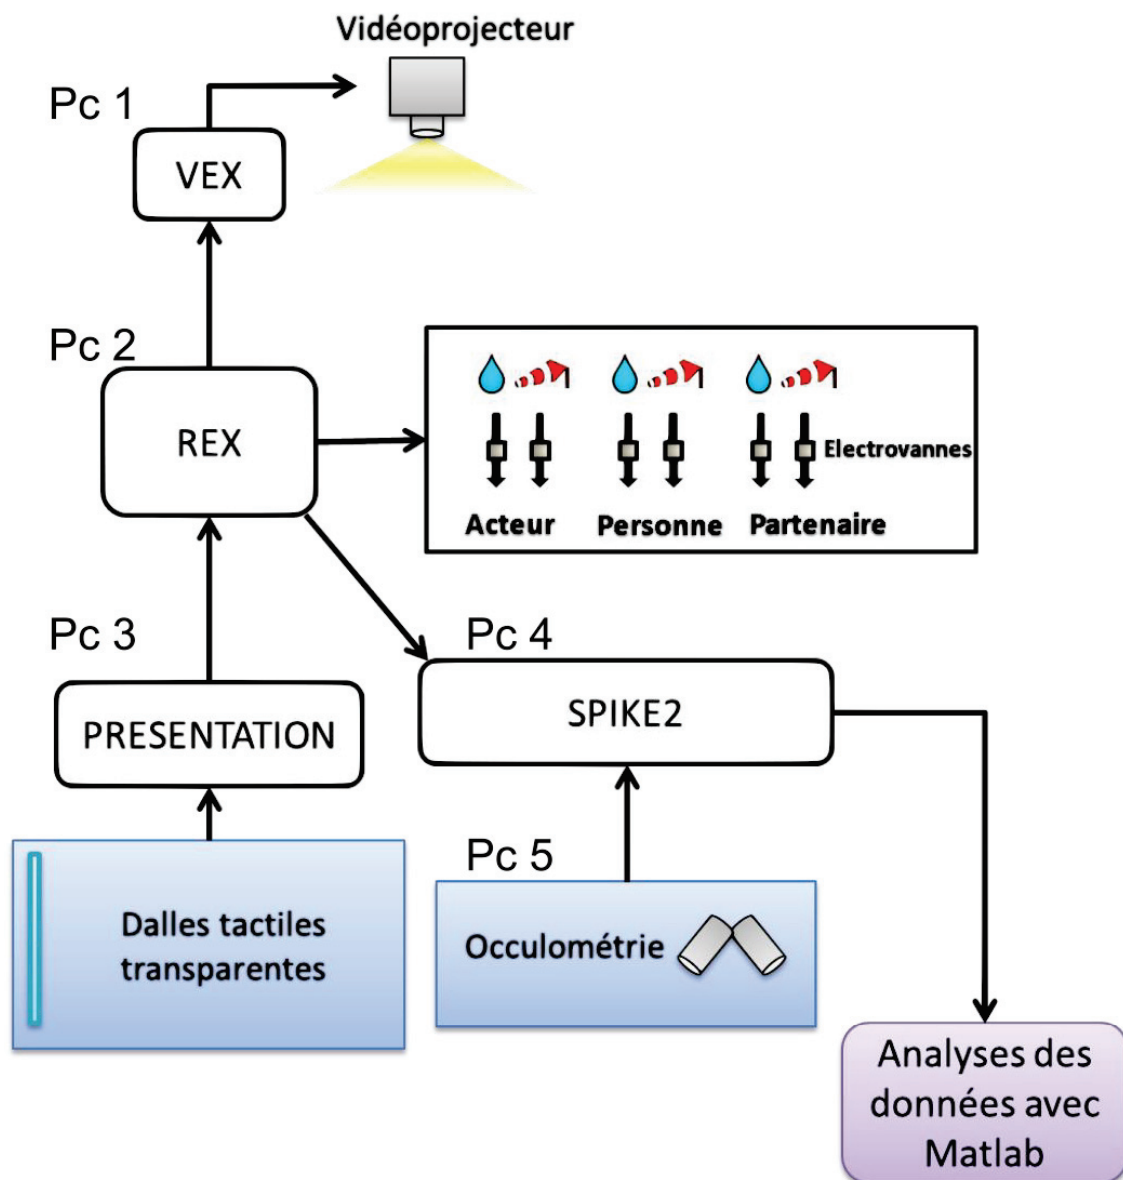 Vidéoprojecteur
Pc 1
VEX
Pc 2
REX
Electrovannes
Acteur
Personne
Partenaire
Pc 3
PRESENTATION
Pc 4
SPIKE2
Dalles tactiles
transparentes
Pc 5
Occulométrie
Analyses des
données avec
Matlab